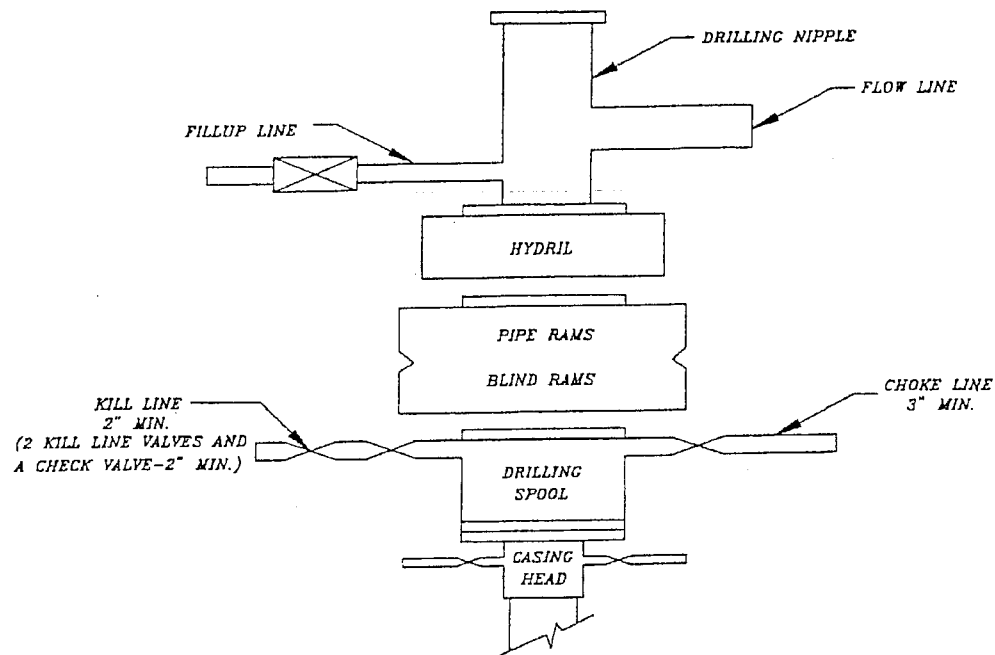 DRILLING NIPPLE
FLOW LINE
FILLUP LINE
HYDRIL
PIPE RAMS
BLIND RAMS
CHOKE LINE
3" MIN.
KILL LINE
2" MIN.
(2 KILL LINE VALVES AND
A CHECK VALVE-2" MIN.)
DRILLING
SPOOL
CASING
HEAD